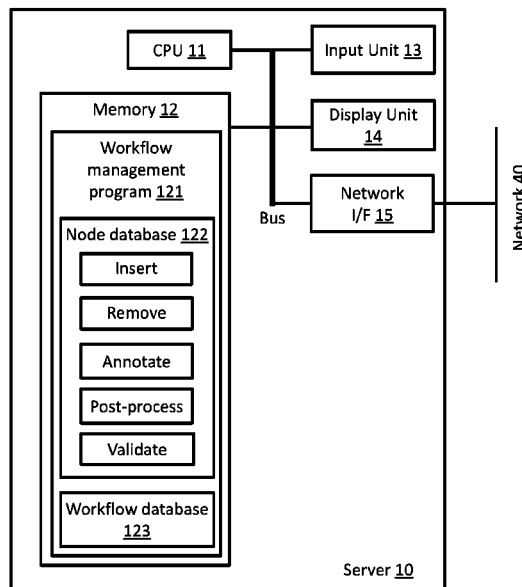 CPU 11
Input Unit 13
Memory 12
Display Unit
14
Workflow
management
program 121
Network
I/F 15
Bus
Network 40
Node database 122
Insert
Remove
Annotate
Post-process
Validate
Workflow database
123
Server 10